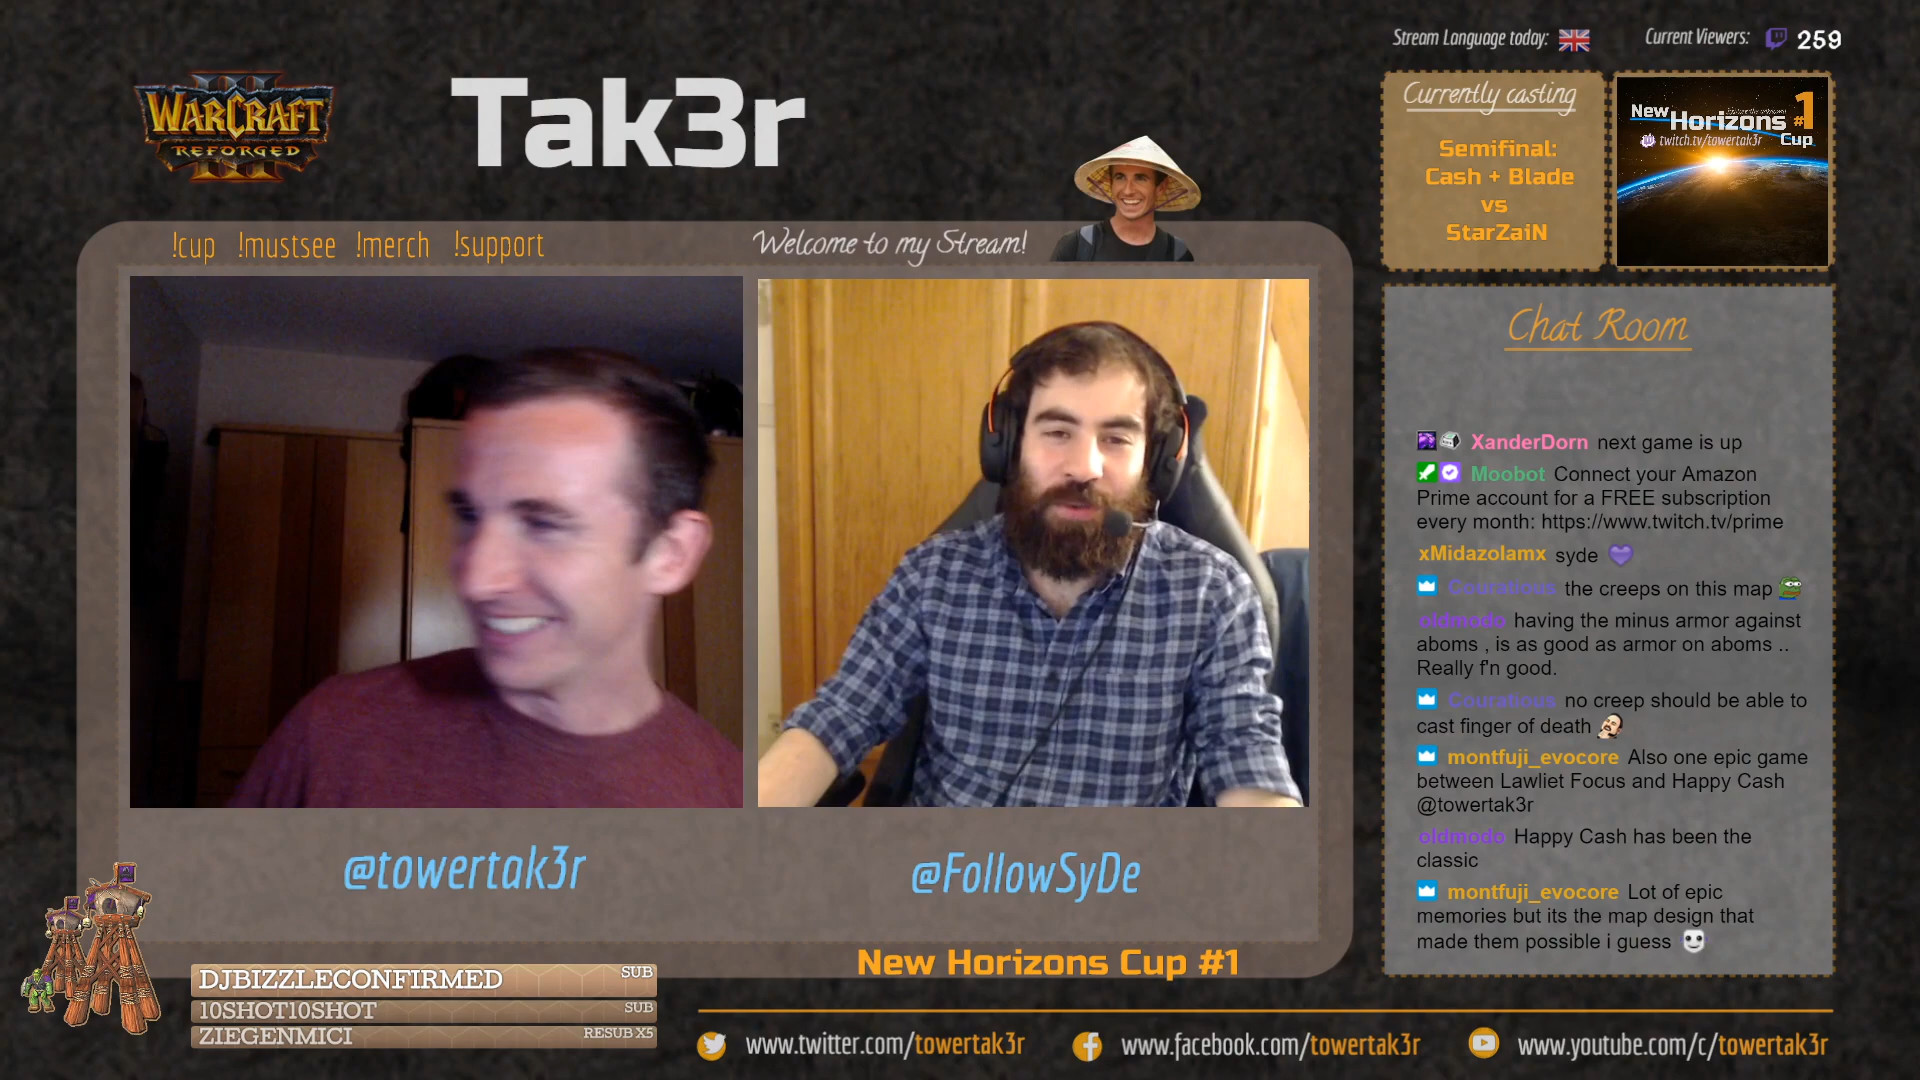 Stream Language today:
Current Viewers: 259
WARCRAFT
III
REFORGED
Tak3r
Currently casting
Semifinal:
Cash + Blade
vs
StarZaiN
New Horizons #1
Cup
twitch.tv/towertak3r
!cup !mustsee !merch !support
Welcome to my Stream!
Chat Room
XanderDorn next game is up
Moobot Connect your Amazon
Prime account for a FREE subscription
every month: https://www.twitch.tv/prime
xMidazolamx syde
Couratious the creeps on this map
oldmodo having the minus armor against
aboms , is as good as armor on aboms ..
Really f'n good.
Couratious no creep should be able to
cast finger of death
montfuji_evocore Also one epic game
between Lawliet Focus and Happy Cash
@towertak3r
oldmodo Happy Cash has been the
classic
montfuji_evocore Lot of epic
memories but its the map design that
made them possible i guess
@towertak3r
@FollowSyDe
New Horizons Cup #1
DJBIZZLECONFIRMED SUB
10SHOT10SHOT SUB
ZIEGENMICI RESUB X5
www.twitter.com/towertak3r
www.facebook.com/towertak3r
www.youtube.com/c/towertak3r